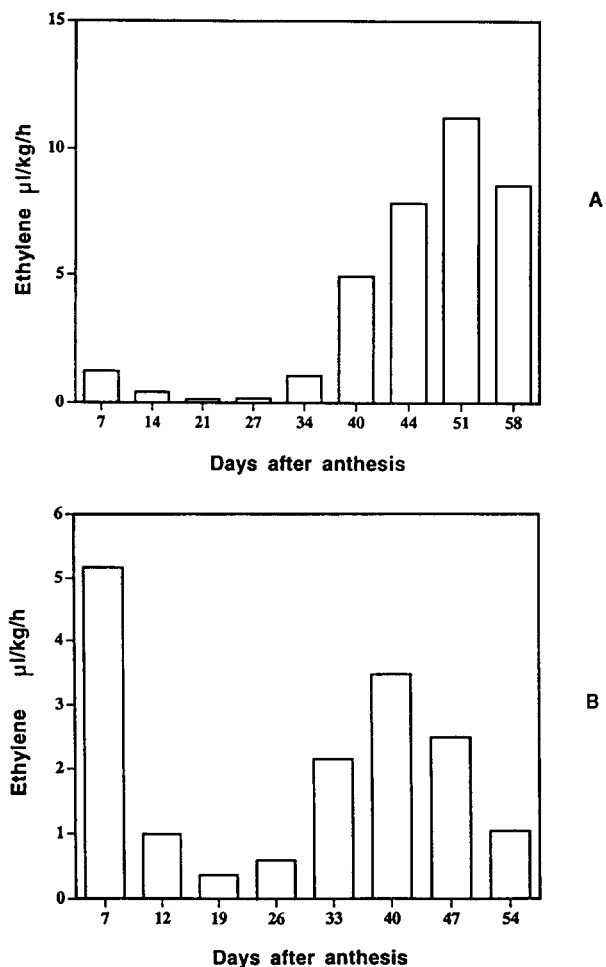 15
10
5
0
Ethylene µl/kg/h
7 14 21 27 34 40 44 51 58
Days after anthesis
A
6
5
4
3
2
1
0
Ethylene µl/kg/h
7 12 19 26 33 40 47 54
Days after anthesis
B